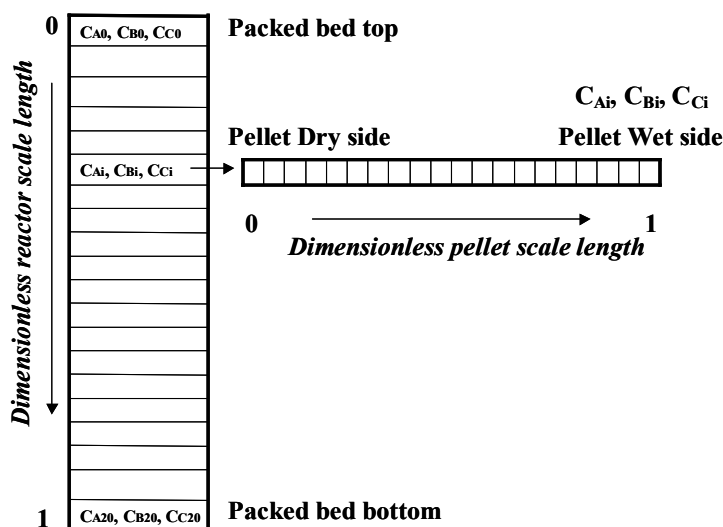 0
CA0, CB0, CC0
Packed bed top
Dimensionless reactor scale length
CAi, CBi, CCi
Pellet Dry side
Pellet Wet side
CAi, CBi, CCi
0
1
Dimensionless pellet scale length
1
CA20, CB20, CC20
Packed bed bottom